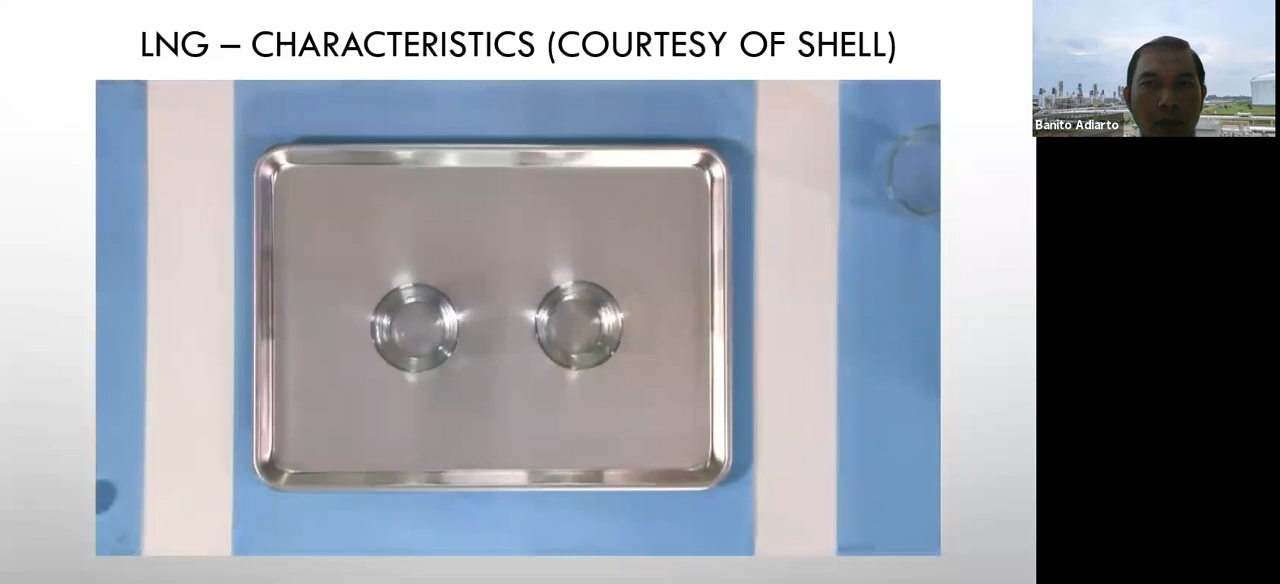 LNG – CHARACTERISTICS (COURTESY OF SHELL)
Banito Adiarto